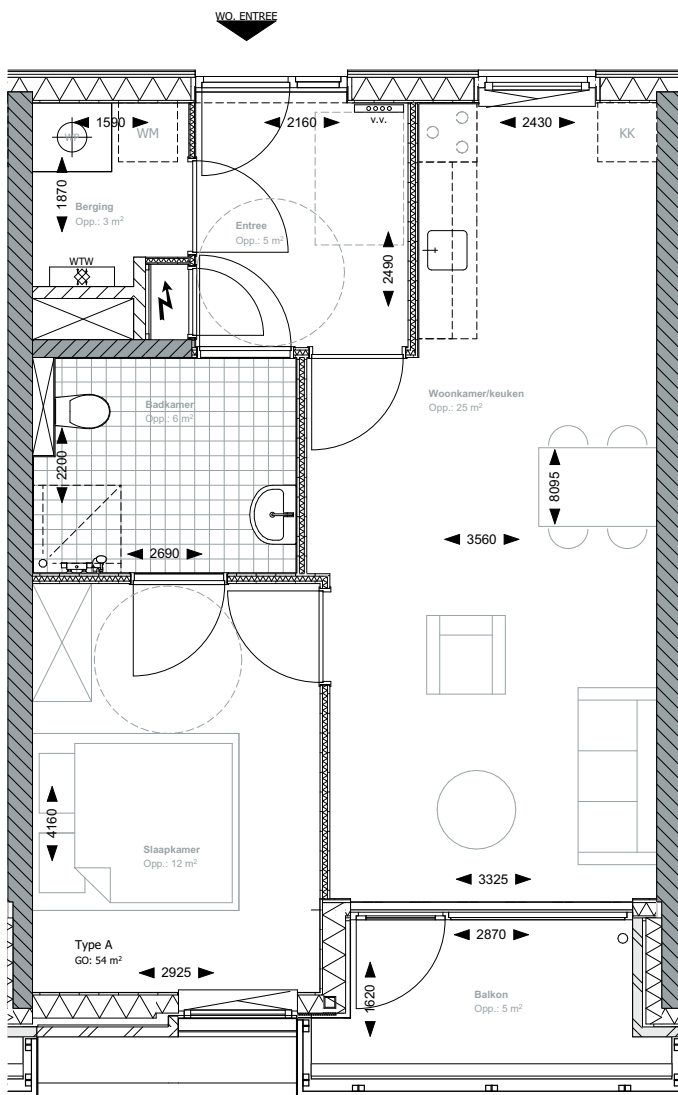 WO. ENTREE
1590
WP
WM
2160
v.v.
2430
KK
1870
Berging
Opp.: 3 m²
Entree
Opp.: 5 m²
2490
WTW
Badkamer
Opp.: 6 m²
Woonkamer/keuken
Opp.: 25 m²
2200
8095
2690
3560
4160
Slaapkamer
Opp.: 12 m²
3325
Type A
GO: 54 m²
2925
2870
1620
Balkon
Opp.: 5 m²